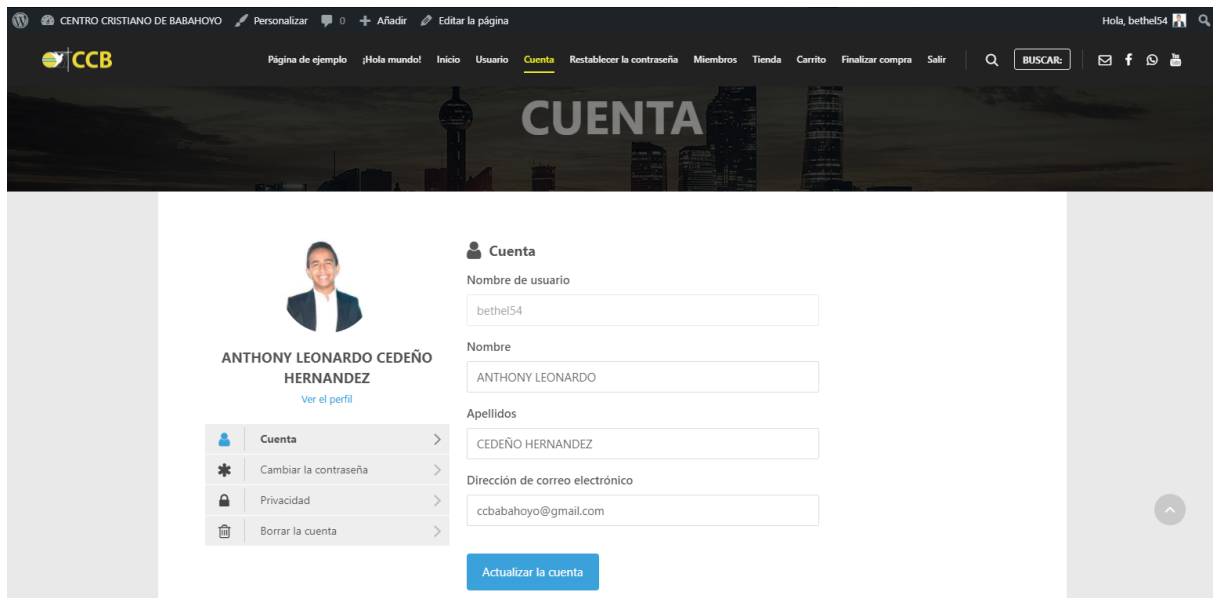 CENTRO CRISTIANO DE BABAHOYO Personalizar 0 Añadir Editar la página Hola, bethel54
CCB Página de ejemplo ¡Hola mundo! Inicio Usuario Cuenta Restablecer la contraseña Miembros Tienda Carrito Finalizar compra Salir BUSCAR:
CUENTA
Cuenta
Nombre de usuario
bethel54
Nombre
ANTHONY LEONARDO
Apellidos
CEDEÑO HERNANDEZ
Dirección de correo electrónico
ccbabahoyo@gmail.com
Actualizar la cuenta
ANTHONY LEONARDO CEDEÑO
HERNANDEZ
Ver el perfil
Cuenta
Cambiar la contraseña
Privacidad
Borrar la cuenta